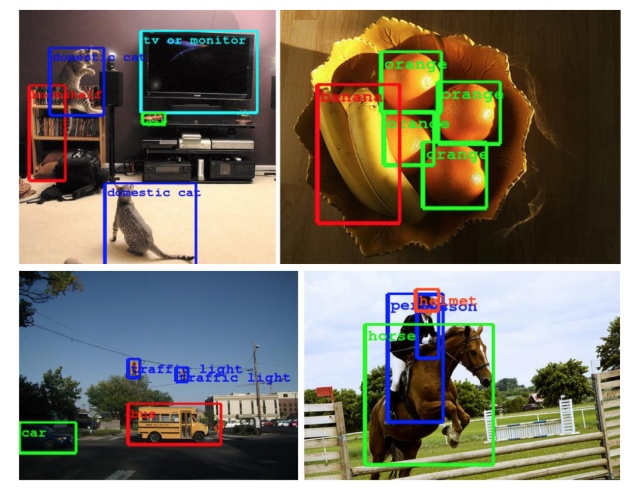 tv or monitor
domestic cat
bookshelf
domestic cat
orange
orange
banana
orange
orange
traffic light
traffic light
bus
car
helmet
person
person
horse